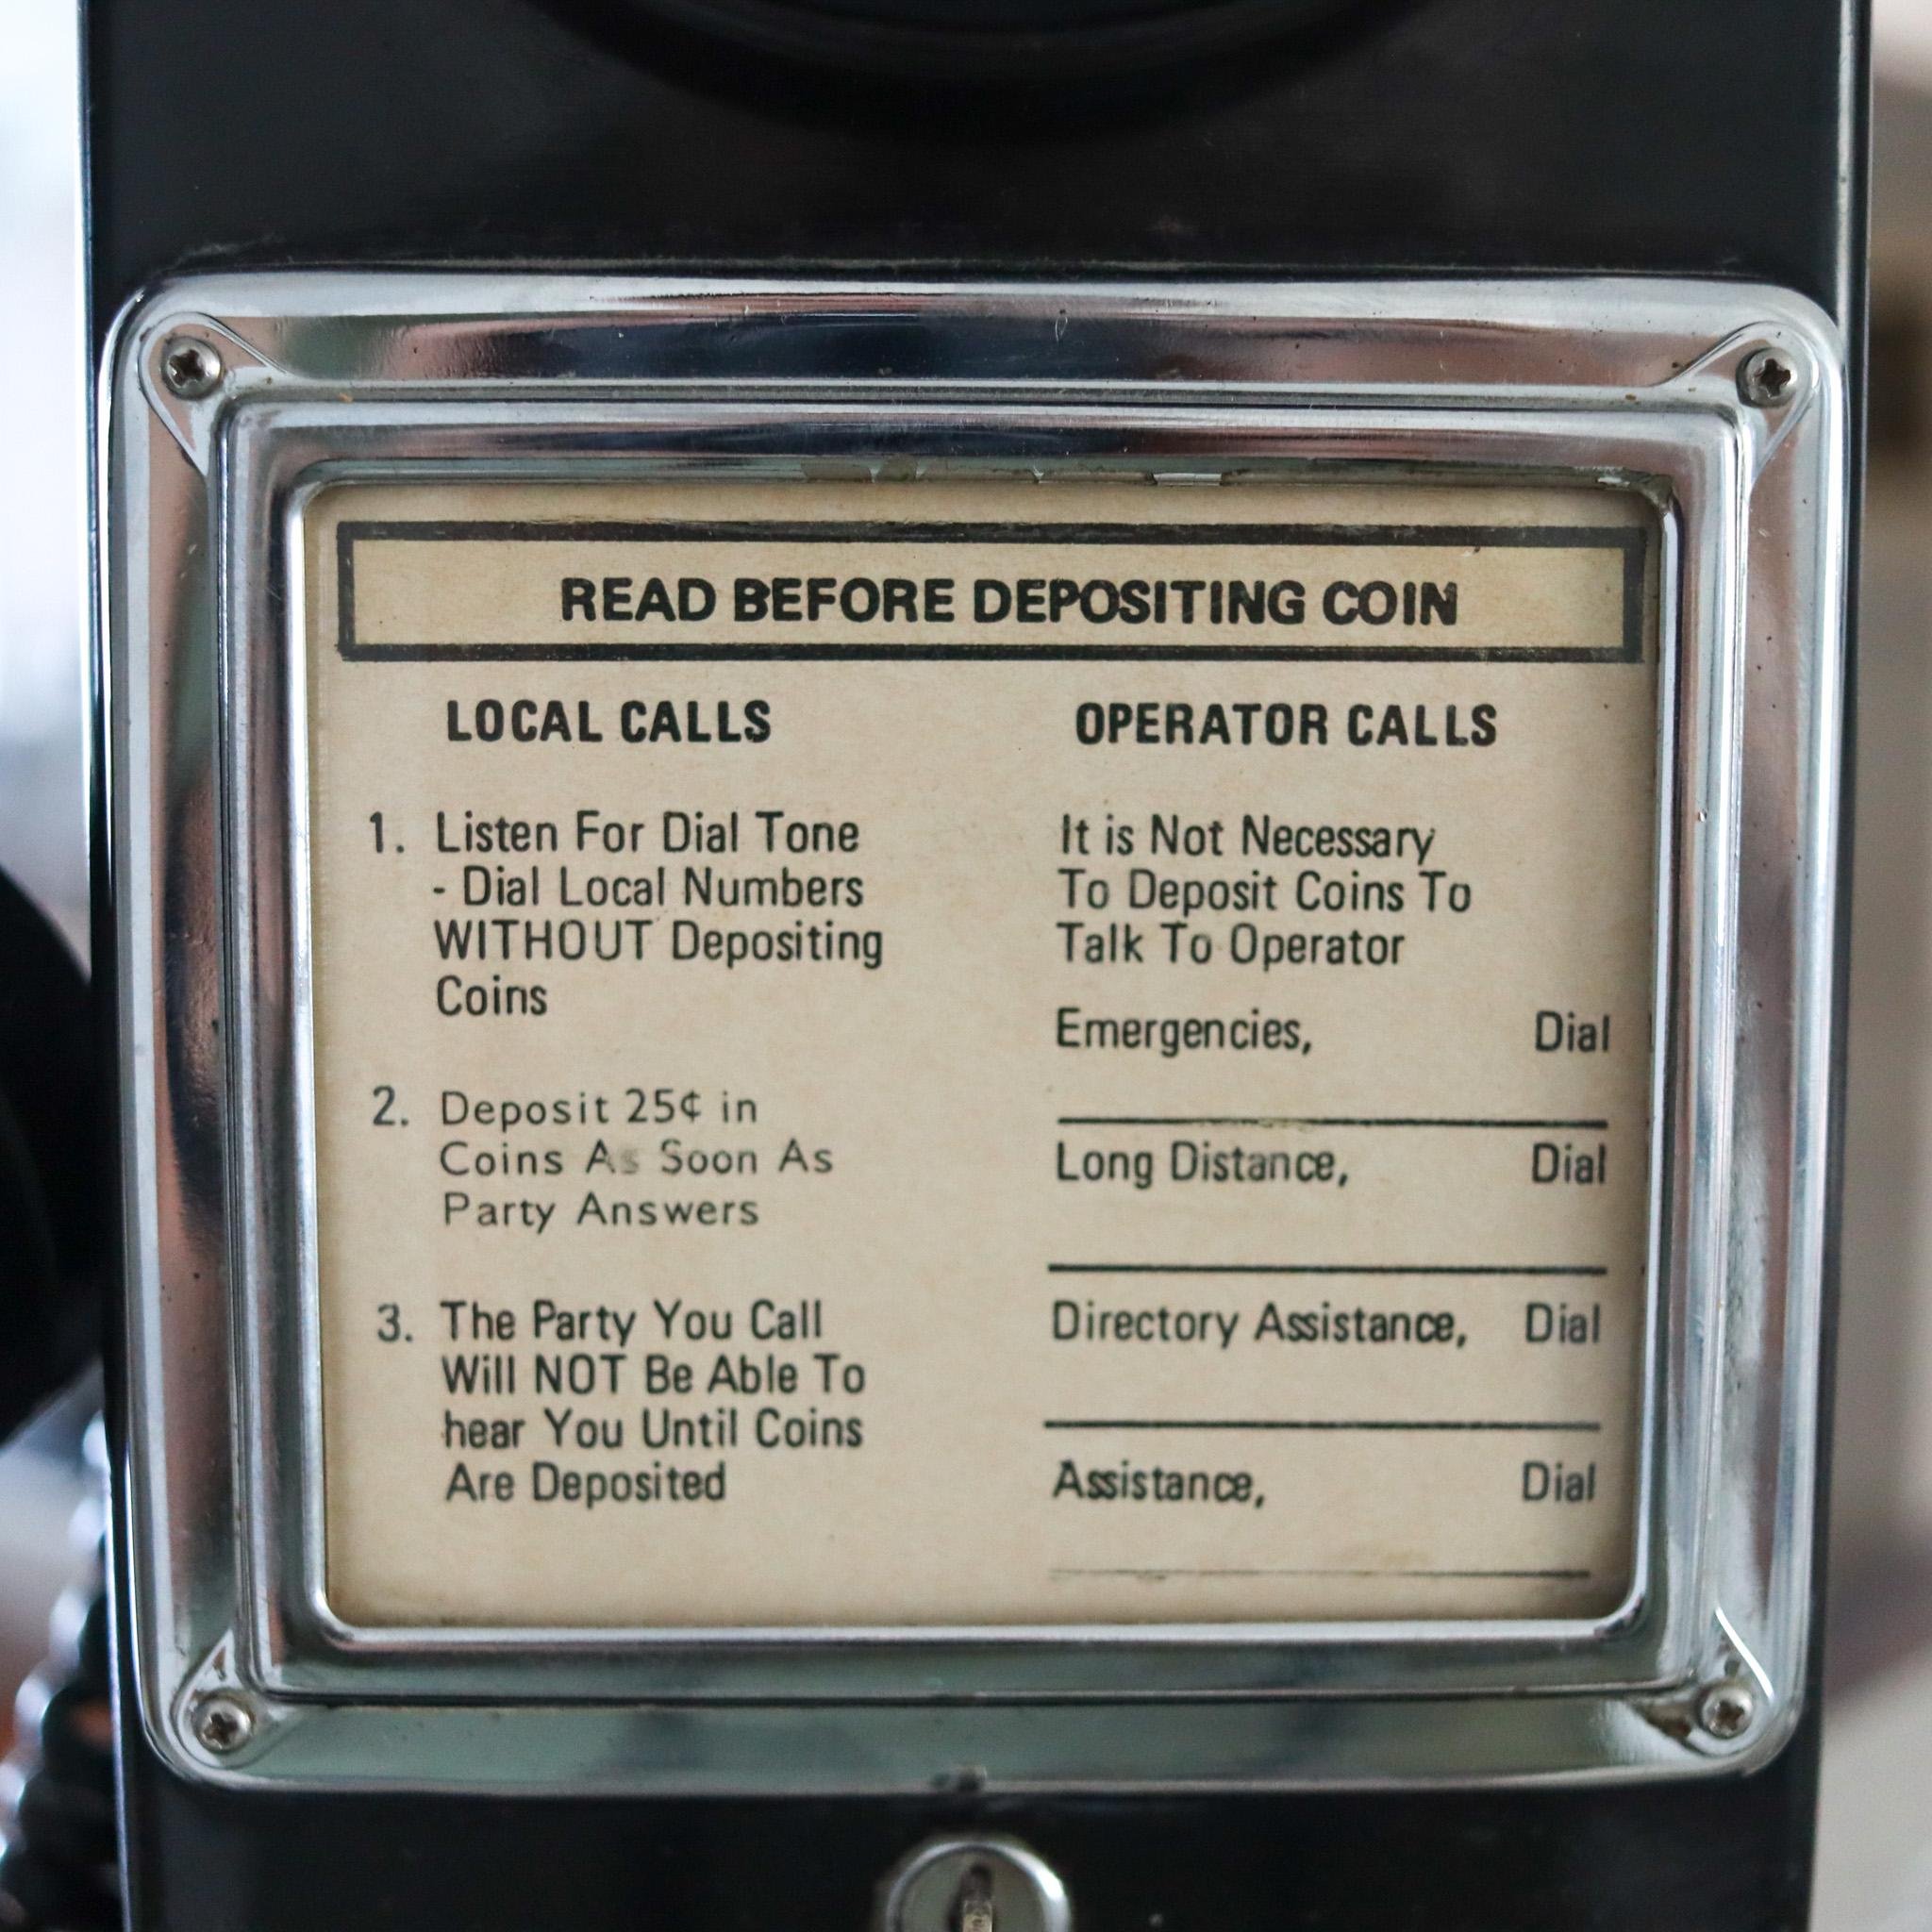 READ BEFORE DEPOSITING COIN
LOCAL CALLS
1. Listen For Dial Tone
- Dial Local Numbers
WITHOUT Depositing
Coins
2. Deposit 25¢ in
Coins As Soon As
Party Answers
3. The Party You Call
Will NOT Be Able To
hear You Until Coins
Are Deposited
OPERATOR CALLS
It is Not Necessary
To Deposit Coins To
Talk To Operator
Emergencies, Dial
Long Distance, Dial
Directory Assistance, Dial
Assistance, Dial